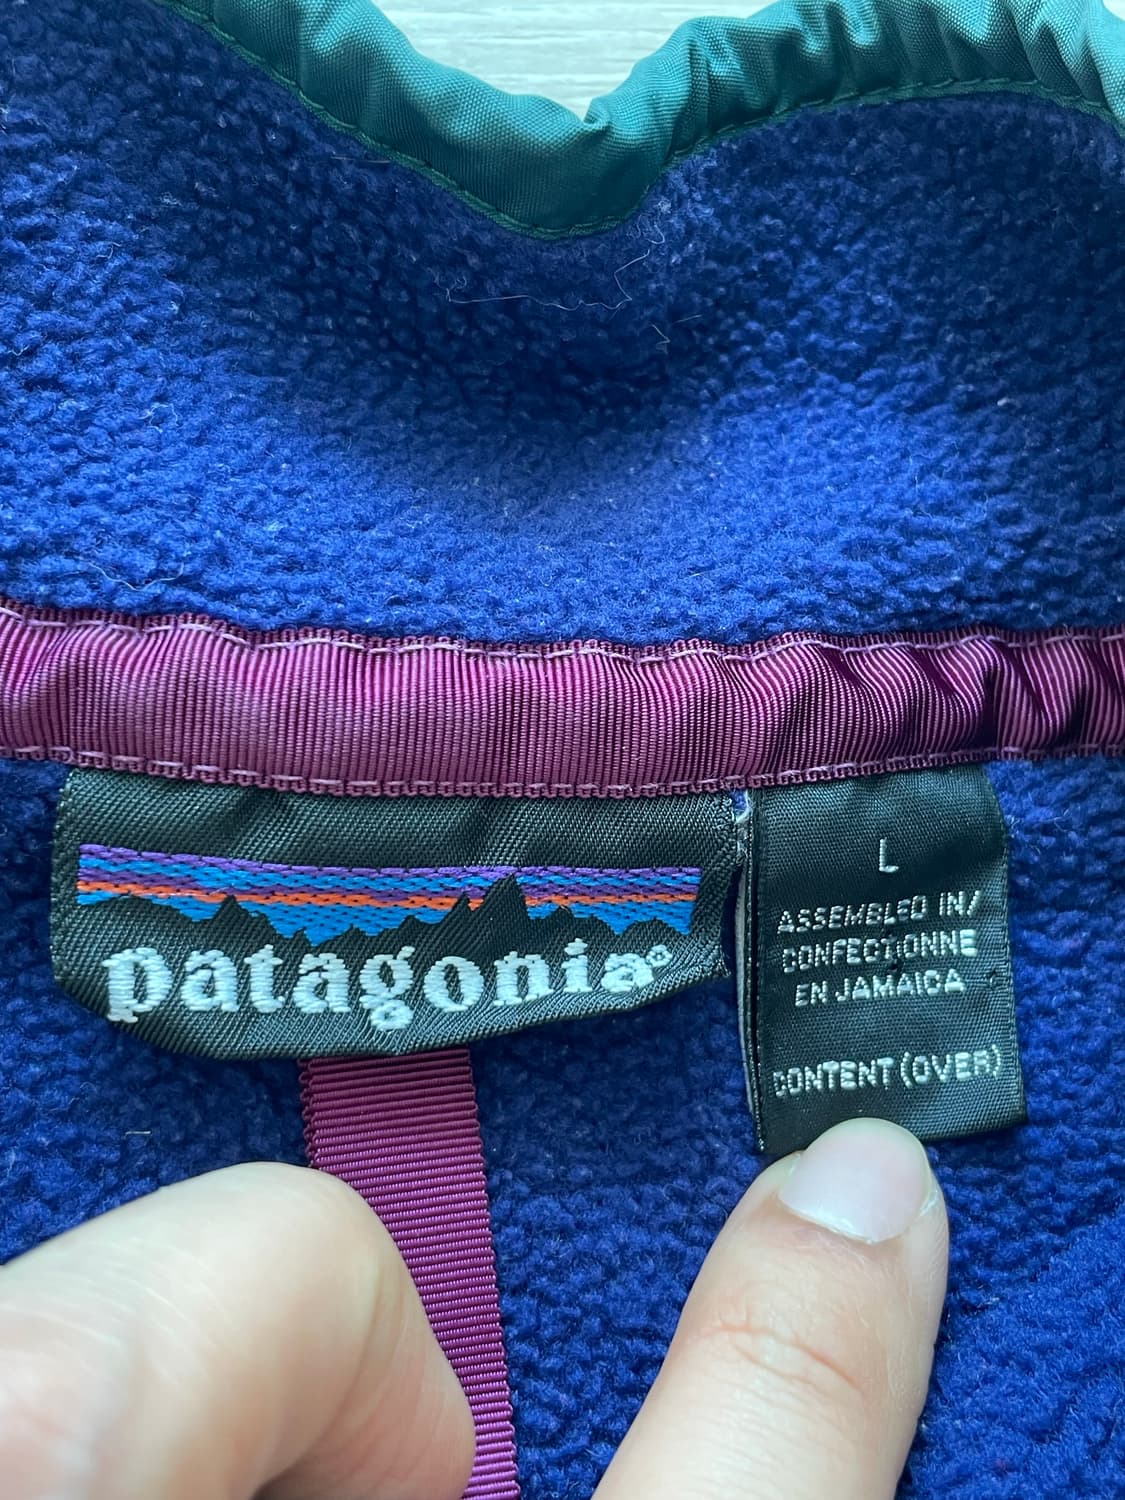 patagonia®
L
ASSEMBLED IN/
CONFECTIONNE
EN JAMAICA
CONTENT (OVER)